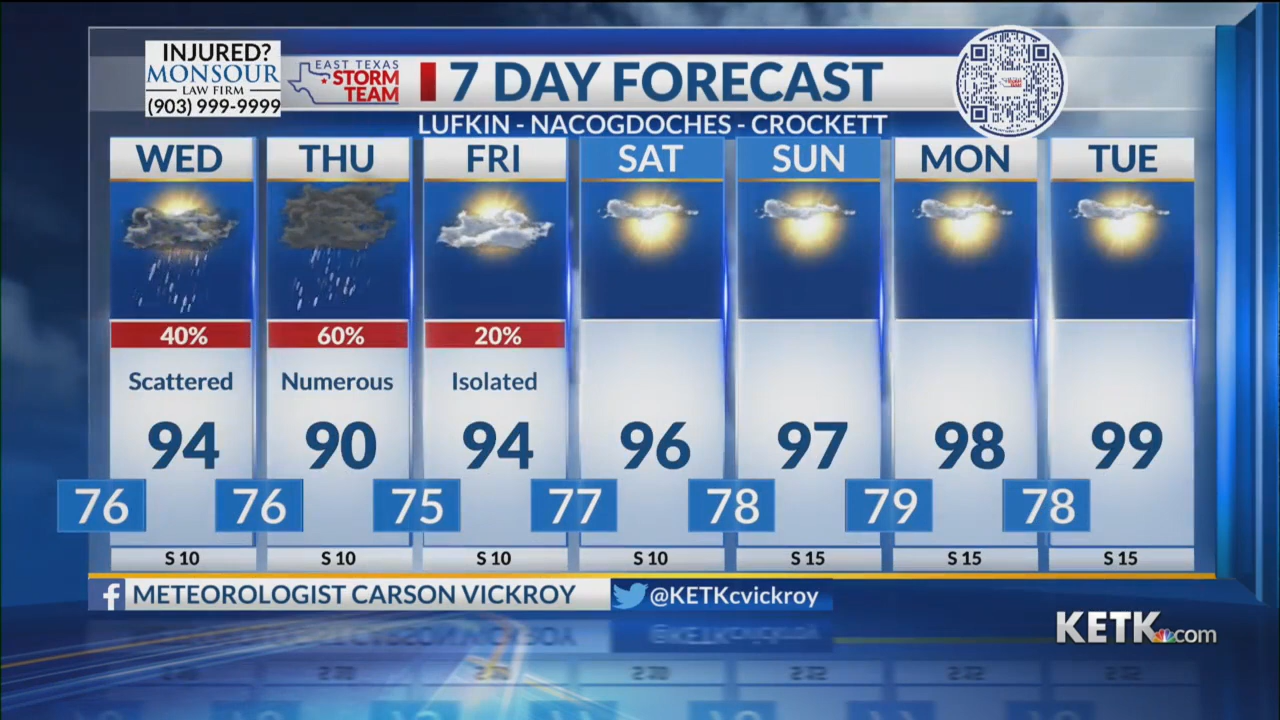 INJURED?
MONSOUR
LAW FIRM
(903) 999-9999
EAST TEXAS
STORM
TEAM
7 DAY FORECAST
LUFKIN - NACOGDOCHES - CROCKETT
WED THU FRI SAT SUN MON TUE
40% 60% 20%
Scattered Numerous Isolated
94 90 94 96 97 98 99
76 76 75 77 78 79 78
S 10 S 10 S 10 S 10 S 15 S 15 S 15
f METEOROLOGIST CARSON VICKROY @KETKcvickroy
KETK.com